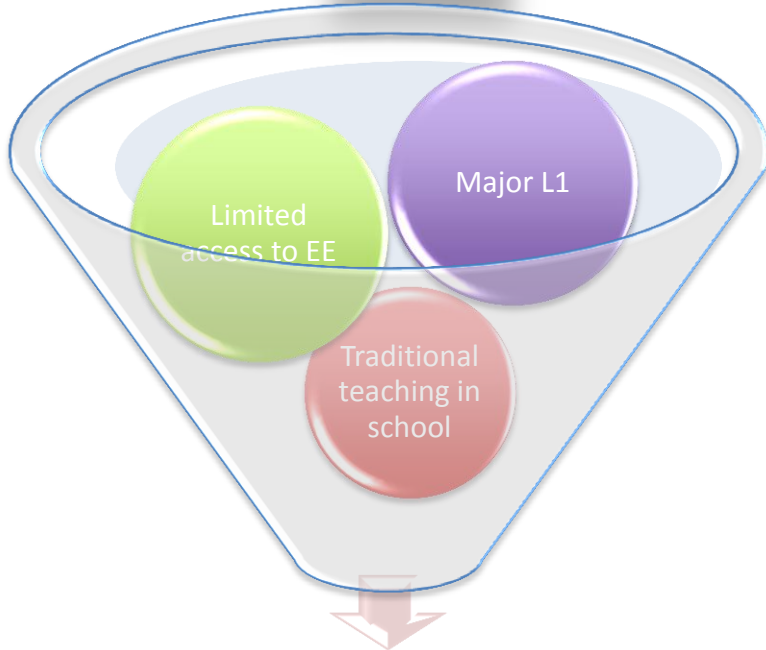 Major L1
Limited
access to EE
Traditional
teaching in
school